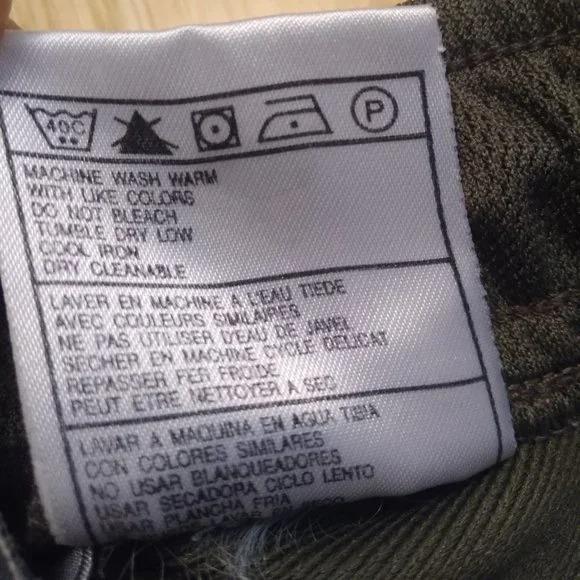 40C P
MACHINE WASH WARM
WITH LIKE COLORS
DO NOT BLEACH
TUMBLE DRY LOW
COOL IRON
DRY CLEANABLE
LAVER EN MACHINE A L'EAU TIEDE
AVEC COULEURS SIMILAIRES
NE PAS UTILISER D'EAU DE JAVEL
SECHER EN MACHINE CYCLE DELICAT
REPASSER FER FROIDE
PEUT ETRE NETTOYER A SEC
LAVAR A MAQUINA EN AGUA TIBIA
CON COLORES SIMILARES
NO USAR BLANQUEADORES
USAR SECADORA CICLO LENTO
USAR PLANCHA FRIA